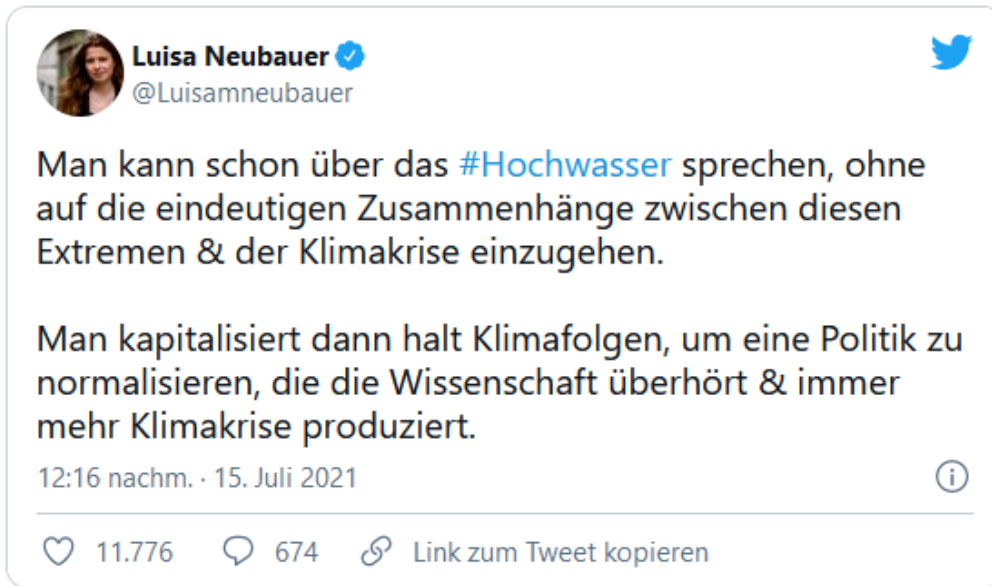 Luisa Neubauer
@Luisamneubauer
Man kann schon über das #Hochwasser sprechen, ohne
auf die eindeutigen Zusammenhänge zwischen diesen
Extremen & der Klimakrise einzugehen.
Man kapitalisiert dann halt Klimafolgen, um eine Politik zu
normalisieren, die die Wissenschaft überhört & immer
mehr Klimakrise produziert.
12:16 nachm. · 15. Juli 2021
11.776 674 Link zum Tweet kopieren